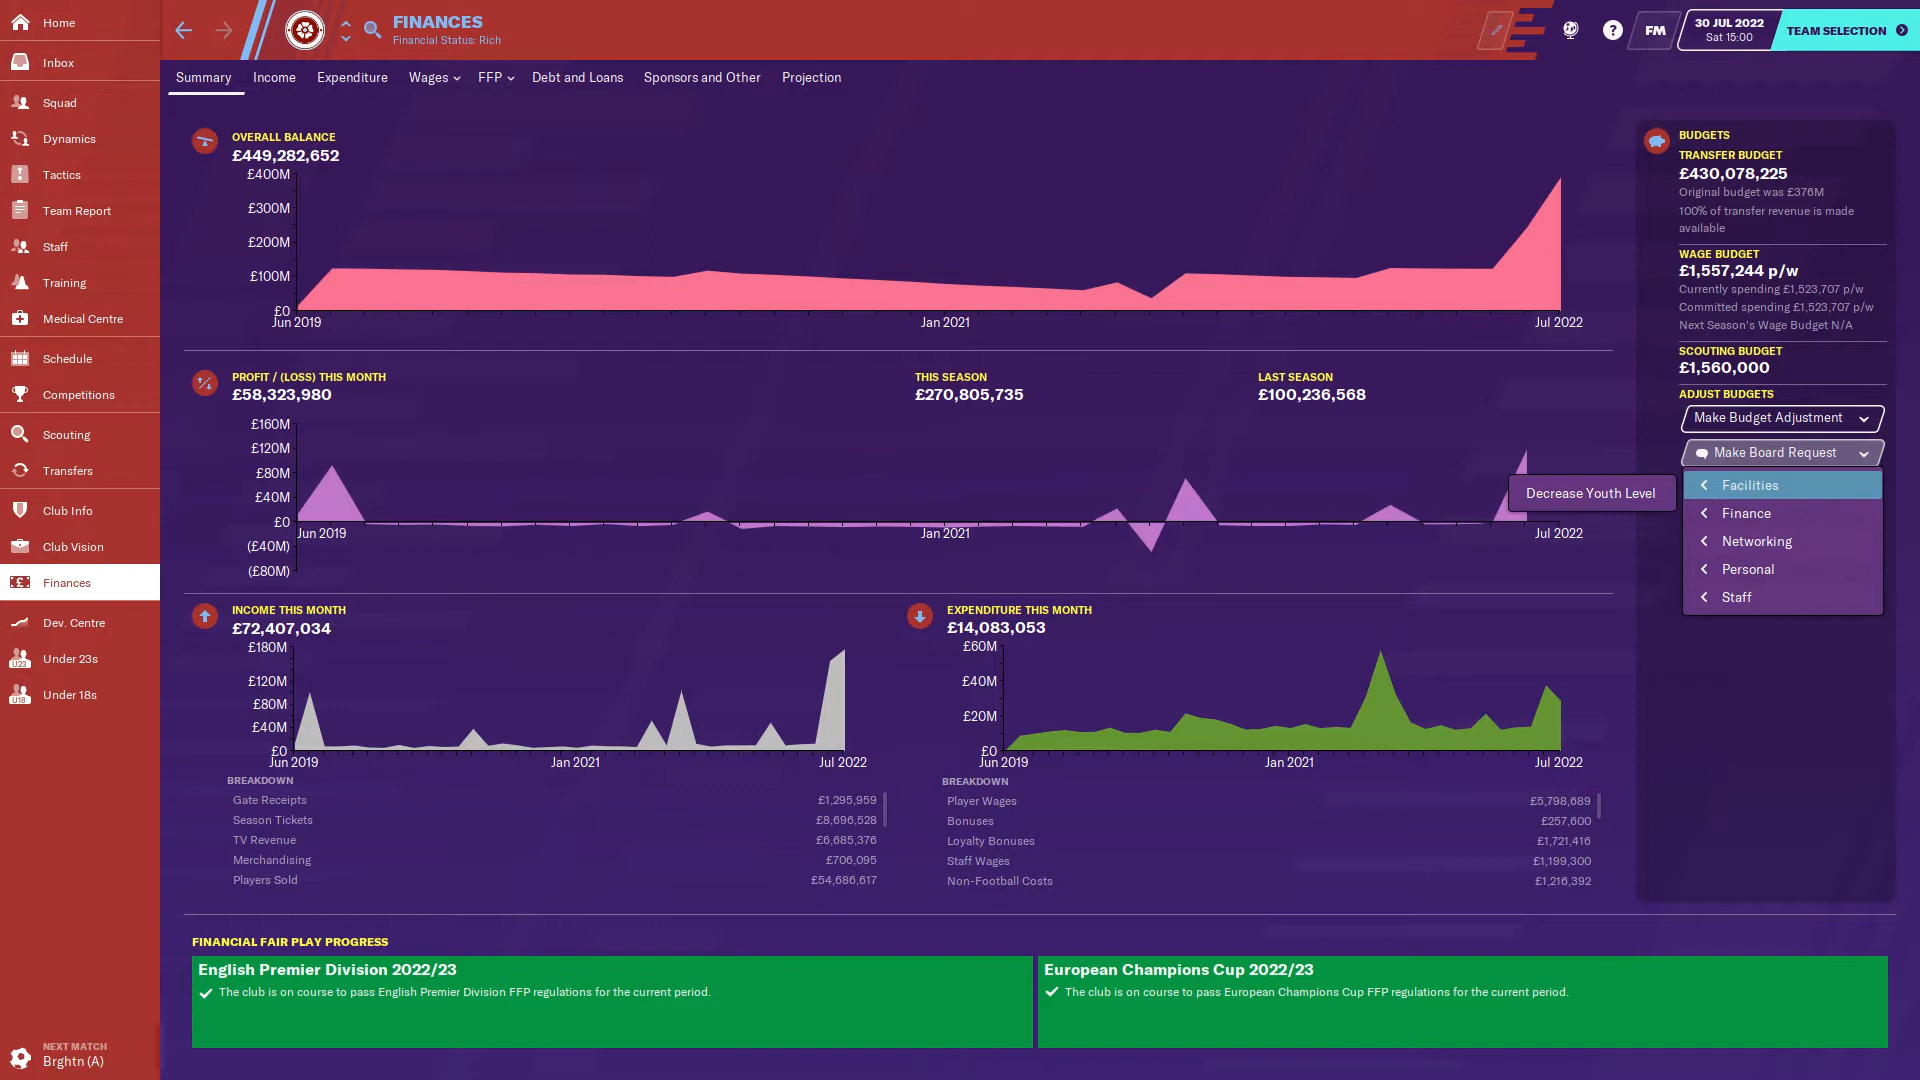 Home
Inbox
Squad
Dynamics
Tactics
Team Report
Staff
Training
Medical Centre
Schedule
Competitions
Scouting
Transfers
Club Info
Club Vision
Finances
Dev. Centre
U23
Under 23s
U18
Under 18s
NEXT MATCH
Brghtn (A)
FINANCES
Financial Status: Rich
?
FM
30 JUL 2022
Sat 15:00
TEAM SELECTION
Summary
Income
Expenditure
Wages
FFP
Debt and Loans
Sponsors and Other
Projection
OVERALL BALANCE
£449,282,652
£400M
£300M
£200M
£100M
£0
Jun 2019
Jan 2021
Jul 2022
PROFIT / (LOSS) THIS MONTH
£58,323,980
THIS SEASON
£270,805,735
LAST SEASON
£100,236,568
£160M
£120M
£80M
£40M
£0
(£40M)
(£80M)
Jun 2019
Jan 2021
Jul 2022
INCOME THIS MONTH
£72,407,034
£180M
£120M
£80M
£40M
£0
Jun 2019
Jan 2021
Jul 2022
BREAKDOWN
Gate Receipts £1,295,959
Season Tickets £8,696,528
TV Revenue £6,685,376
Merchandising £706,095
Players Sold £54,686,617
EXPENDITURE THIS MONTH
£14,083,053
£60M
£40M
£20M
£0
Jun 2019
Jan 2021
Jul 2022
BREAKDOWN
Player Wages £5,798,689
Bonuses £257,600
Loyalty Bonuses £1,721,416
Staff Wages £1,199,300
Non-Football Costs £1,216,392
BUDGETS
TRANSFER BUDGET
£430,078,225
Original budget was £376M
100% of transfer revenue is made
available
WAGE BUDGET
£1,557,244 p/w
Currently spending £1,523,707 p/w
Committed spending £1,523,707 p/w
Next Season's Wage Budget N/A
SCOUTING BUDGET
£1,560,000
ADJUST BUDGETS
Make Budget Adjustment
Make Board Request
Decrease Youth Level
Facilities
Finance
Networking
Personal
Staff
FINANCIAL FAIR PLAY PROGRESS
English Premier Division 2022/23
The club is on course to pass English Premier Division FFP regulations for the current period.
European Champions Cup 2022/23
The club is on course to pass European Champions Cup FFP regulations for the current period.